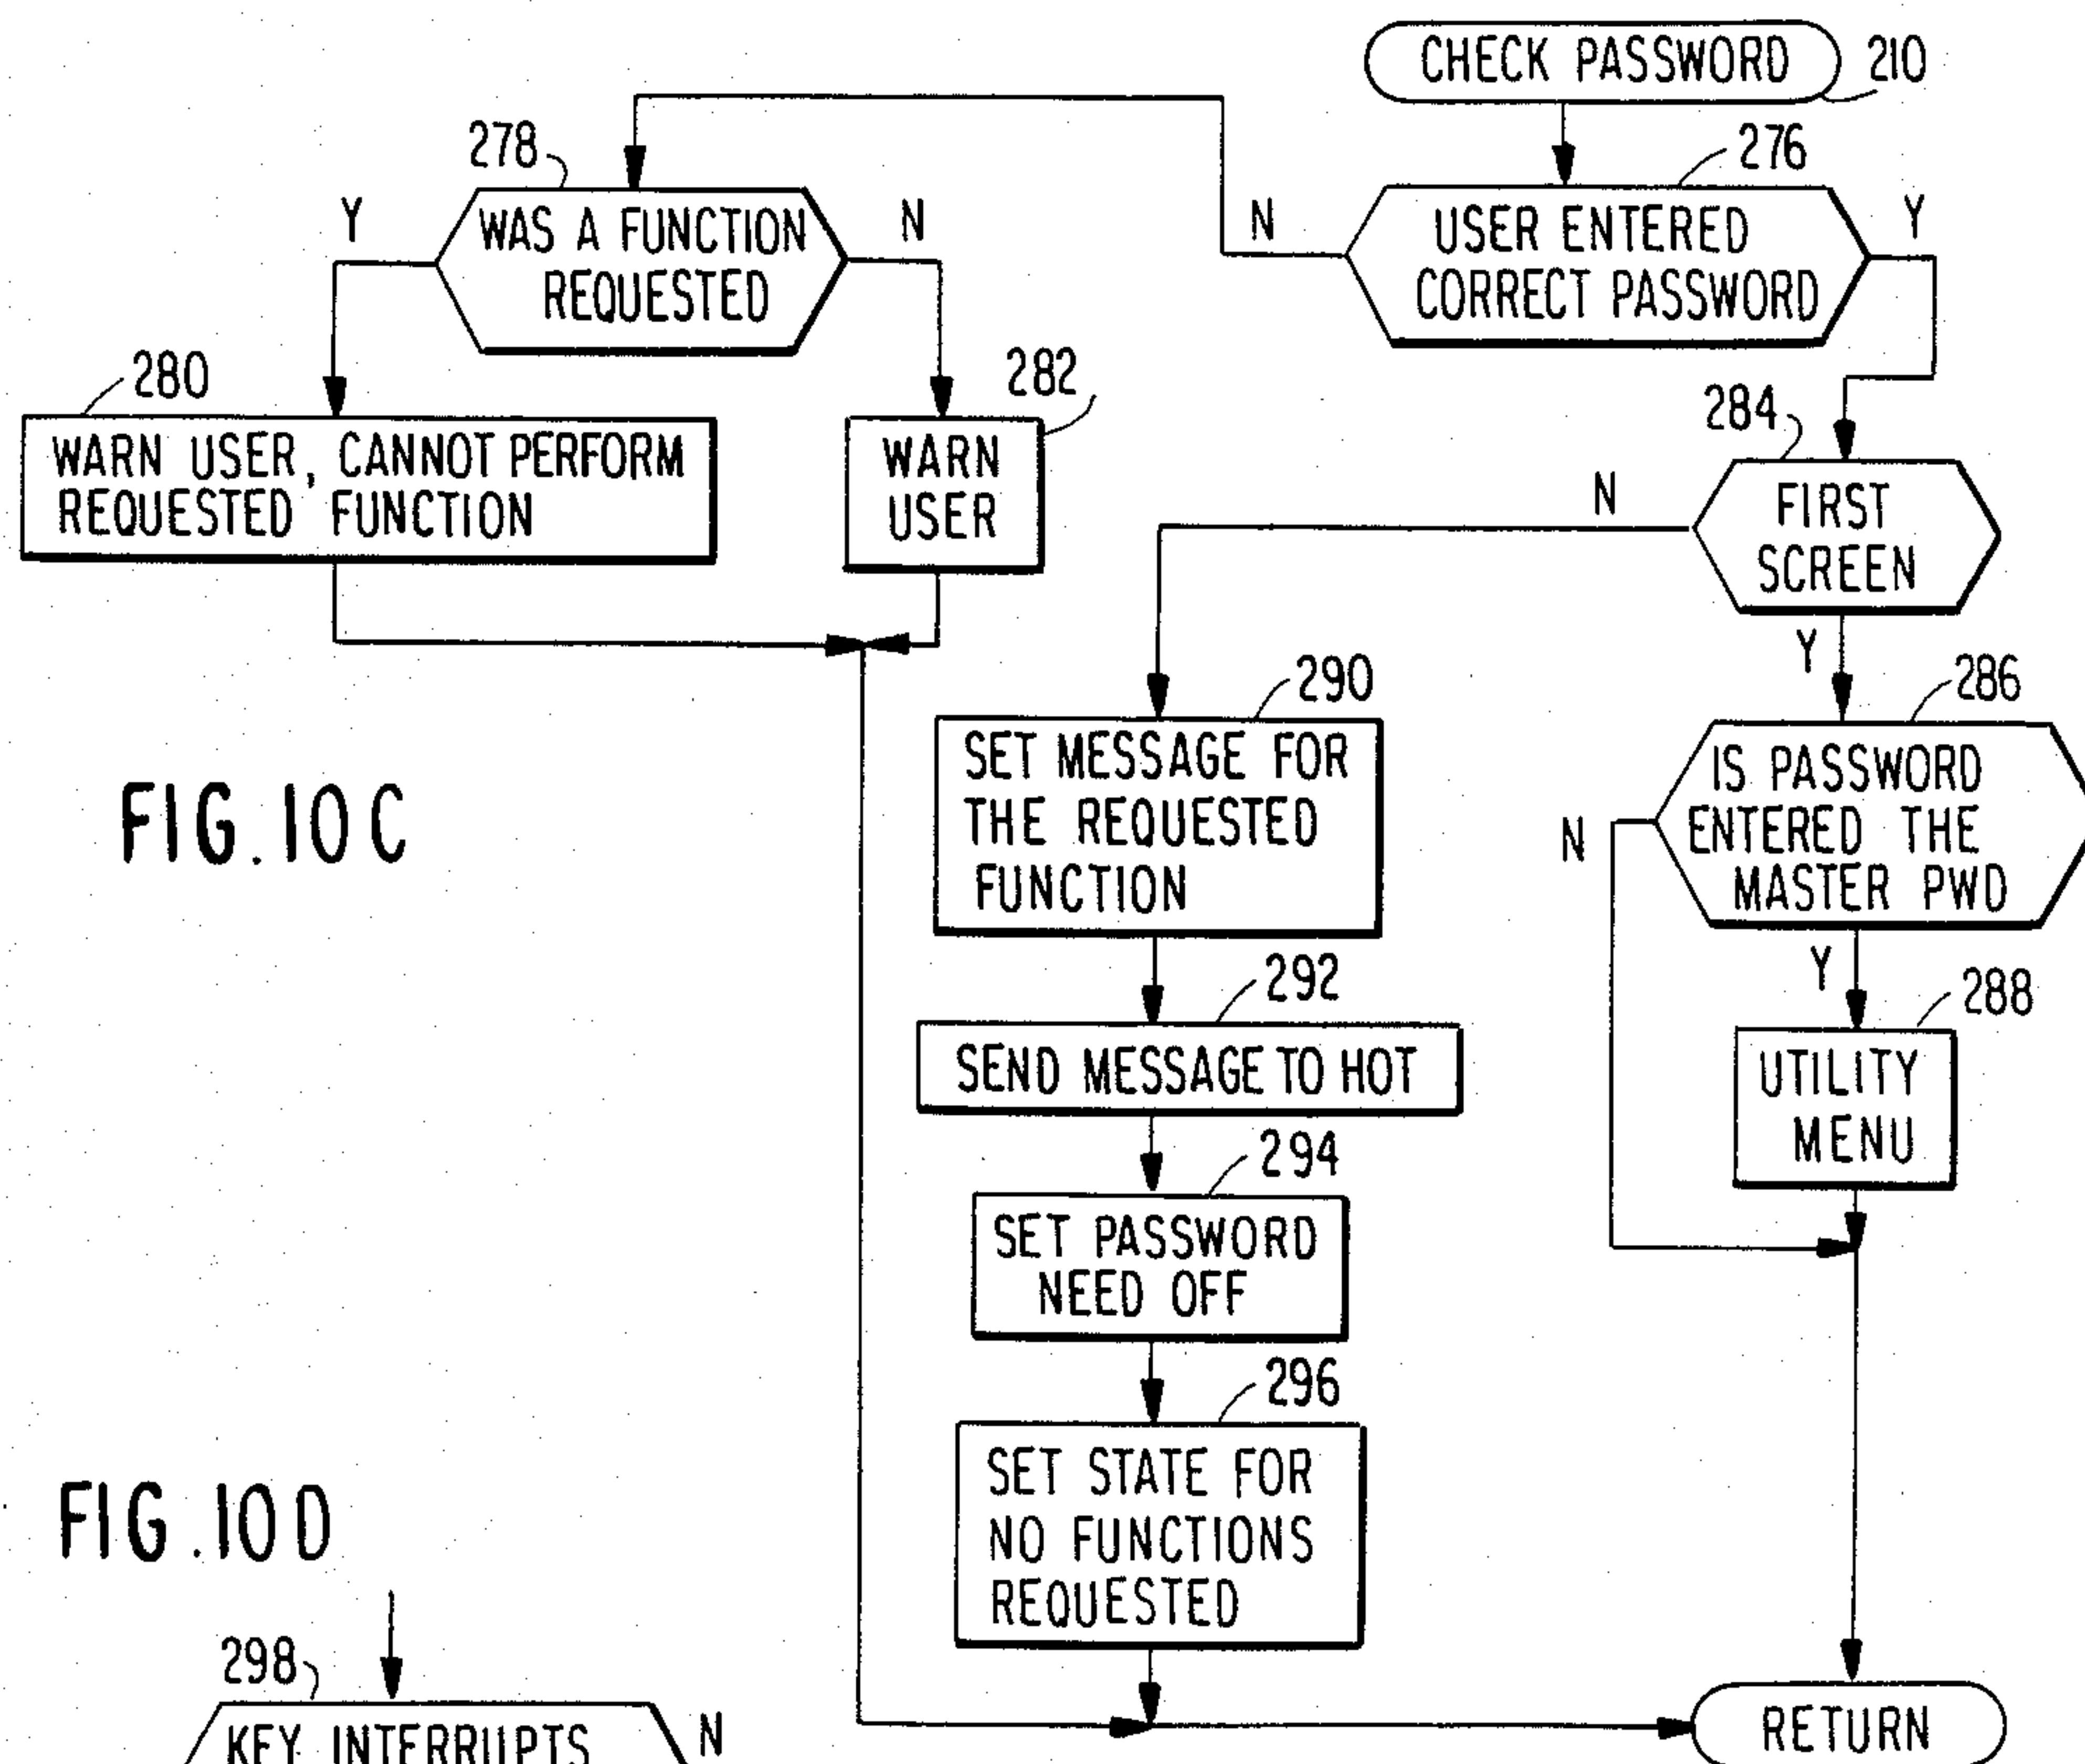 CHECK PASSWORD
210
276
USER ENTERED
CORRECT PASSWORD
N
Y
278
WAS A FUNCTION
REQUESTED
Y
N
280
WARN USER, CANNOT PERFORM
REQUESTED FUNCTION
282
WARN
USER
284
FIRST
SCREEN
N
Y
286
IS PASSWORD
ENTERED THE
MASTER PWD
N
Y
288
UTILITY
MENU
290
SET MESSAGE FOR
THE REQUESTED
FUNCTION
292
SEND MESSAGE TO HOT
294
SET PASSWORD
NEED OFF
296
SET STATE FOR
NO FUNCTIONS
REQUESTED
RETURN
FIG. 10C
FIG. 10D
298
KEY INTERRUPTS
N